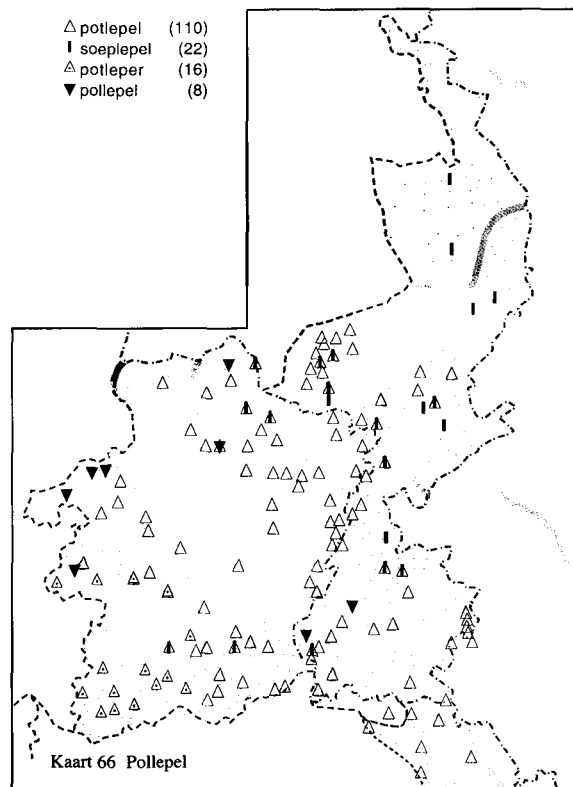 △ potlepel (110)
❙ soeplepel (22)
◬ potleper (16)
▼ pollepel (8)
Kaart 66 Pollepel